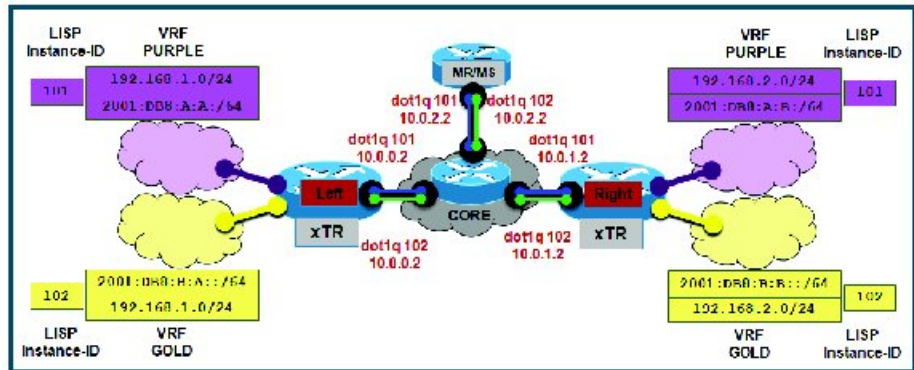 LISP
Instance-ID
VRF
PURPLE
101
192.168.1.0/24
2001:DB8:A:A::/64
MR/MS
dot1q 101
10.0.2.2
dot1q 102
10.0.2.2
VRF
PURPLE
LISP
Instance-ID
192.168.2.0/24
2001:DB8:A:B::/64
101
dot1q 101
10.0.0.2
dot1q 101
10.0.1.2
Left
xTR
CORE
Right
xTR
dot1q 102
10.0.0.2
dot1q 102
10.0.1.2
102
2001:DB8:B:A::/64
192.168.1.0/24
LISP
Instance-ID
VRF
GOLD
2001:DB8:B:B::/64
192.168.2.0/24
102
VRF
GOLD
LISP
Instance-ID